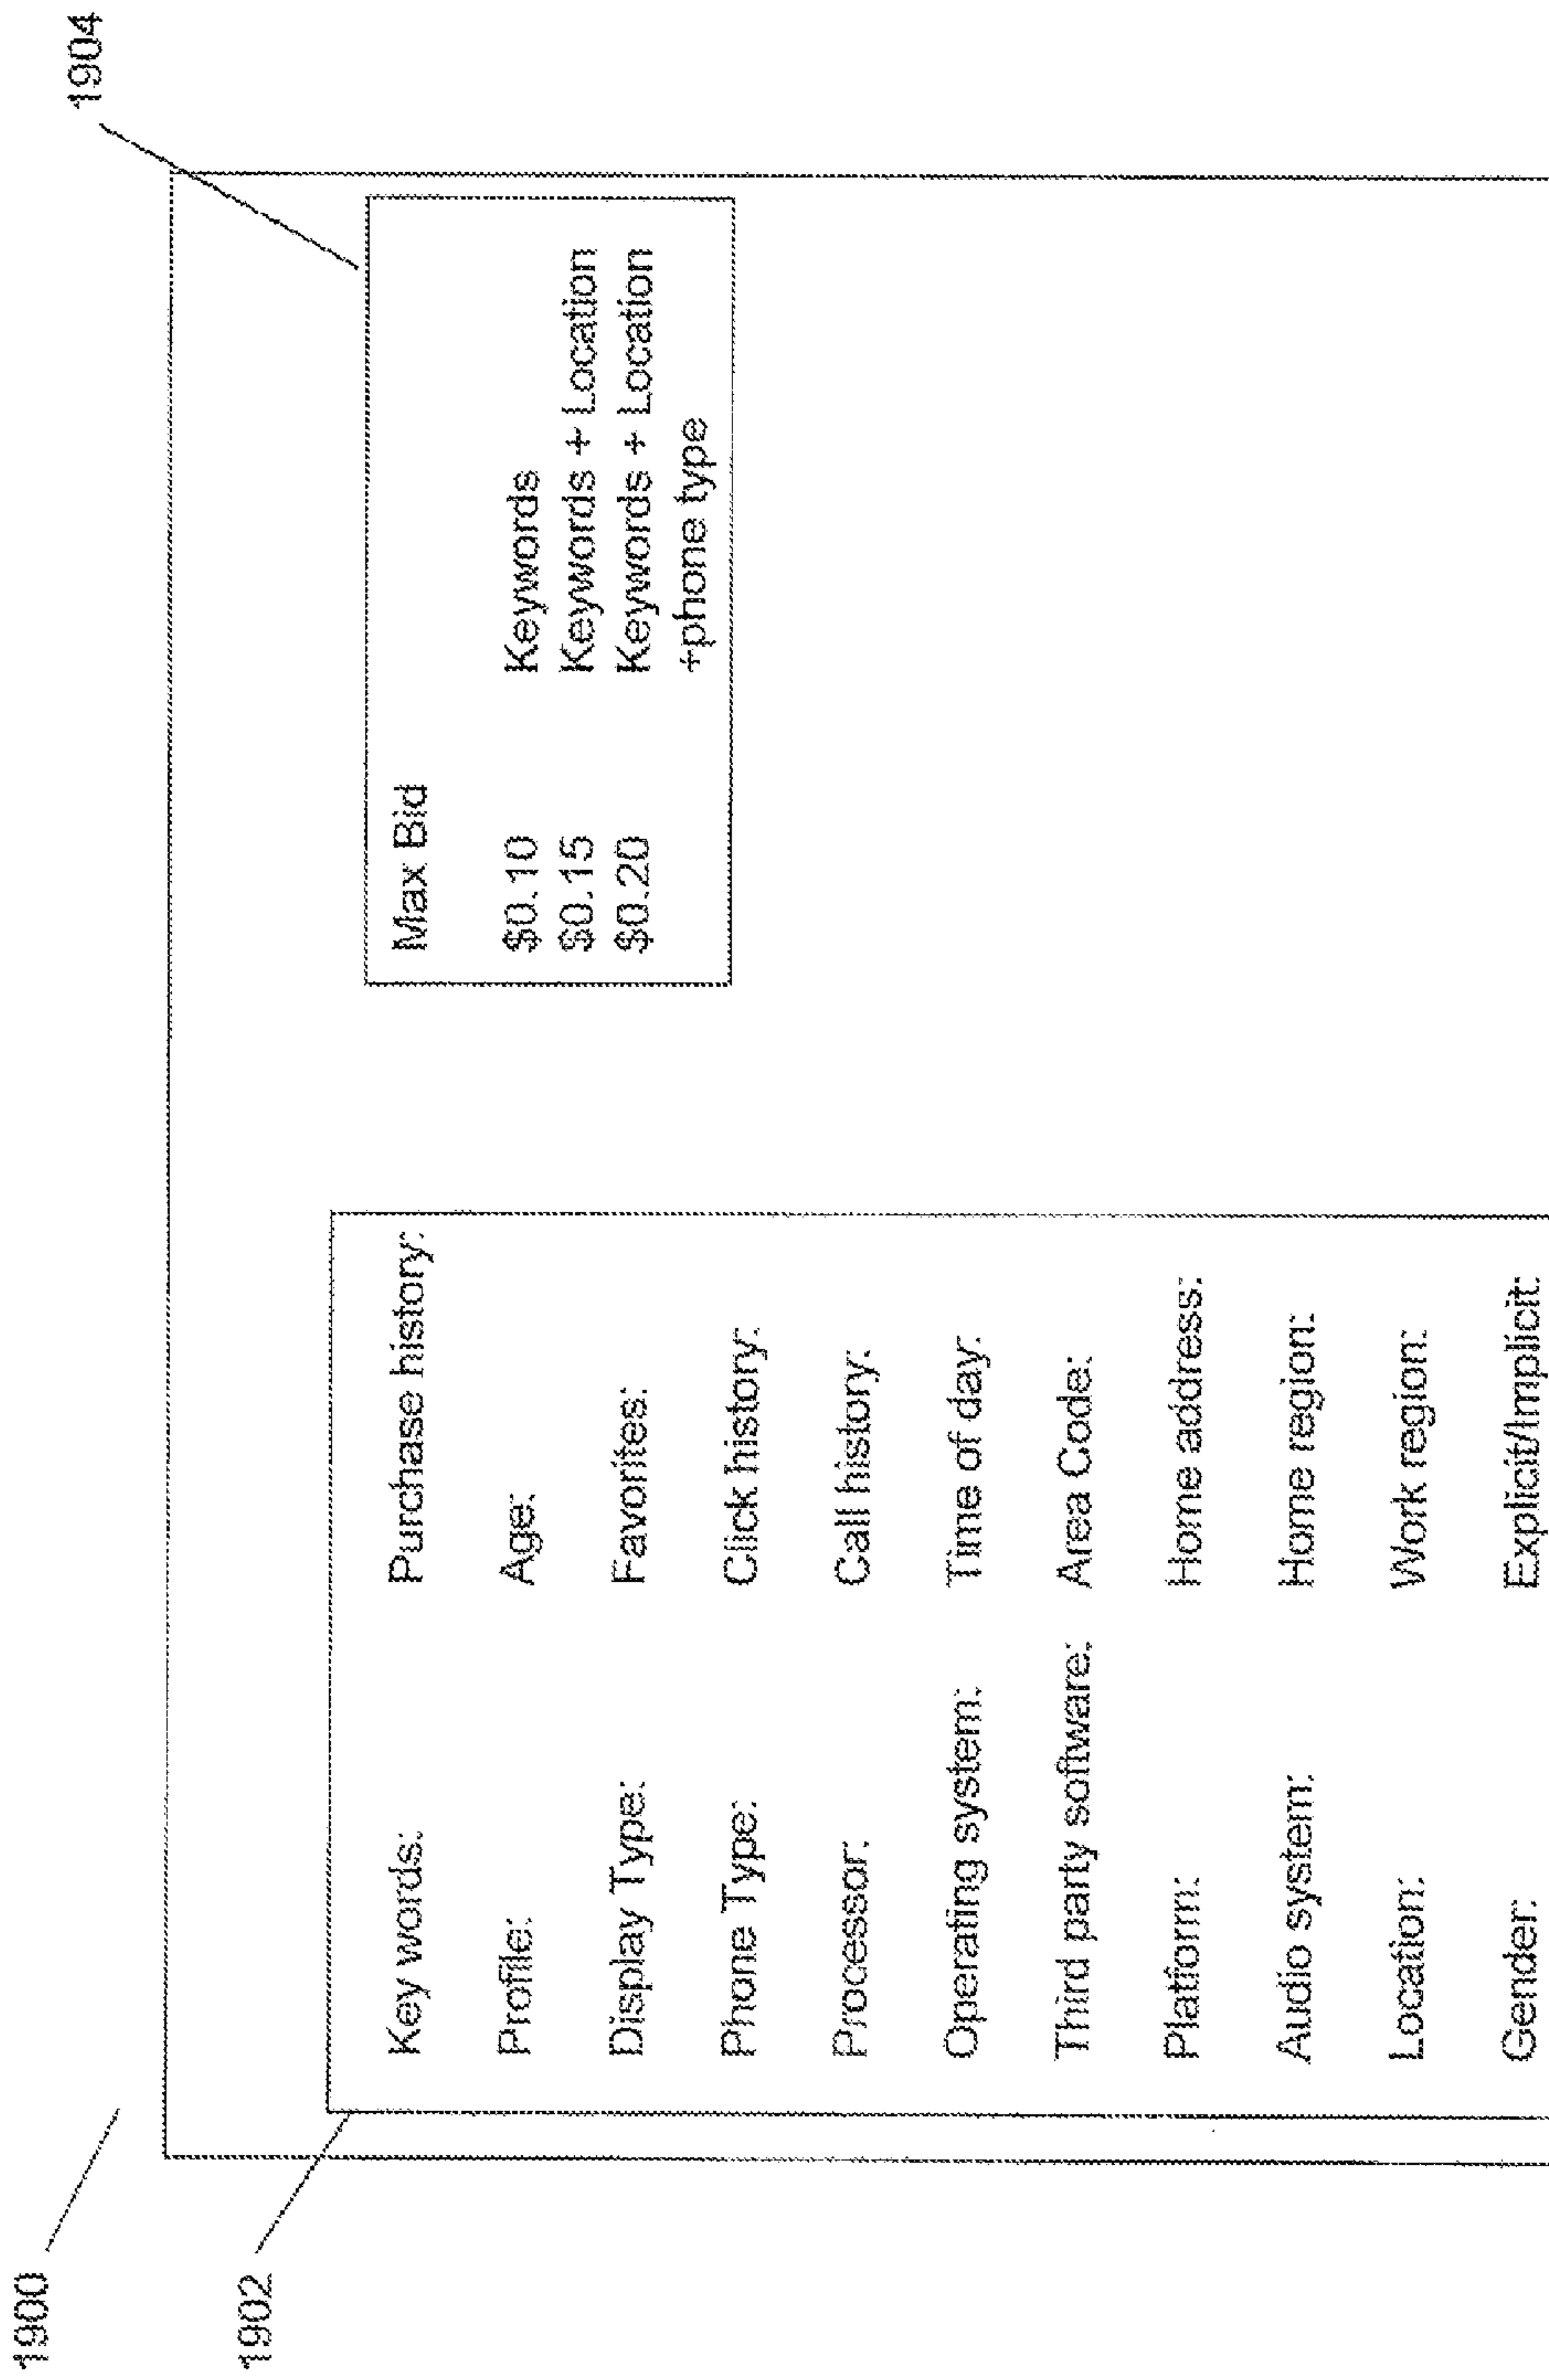 1900
1902
1904
Key words: Purchase history:
Profile: Age:
Display Type: Favorites:
Phone Type: Click history:
Processor: Call history:
Operating system: Time of day:
Third party software: Area Code:
Platform: Home address:
Audio system: Home region:
Location: Work region:
Gender: Explicit/Implicit:
Max Bid
$0.10 Keywords
$0.15 Keywords + Location
$0.20 Keywords + Location
+phone type